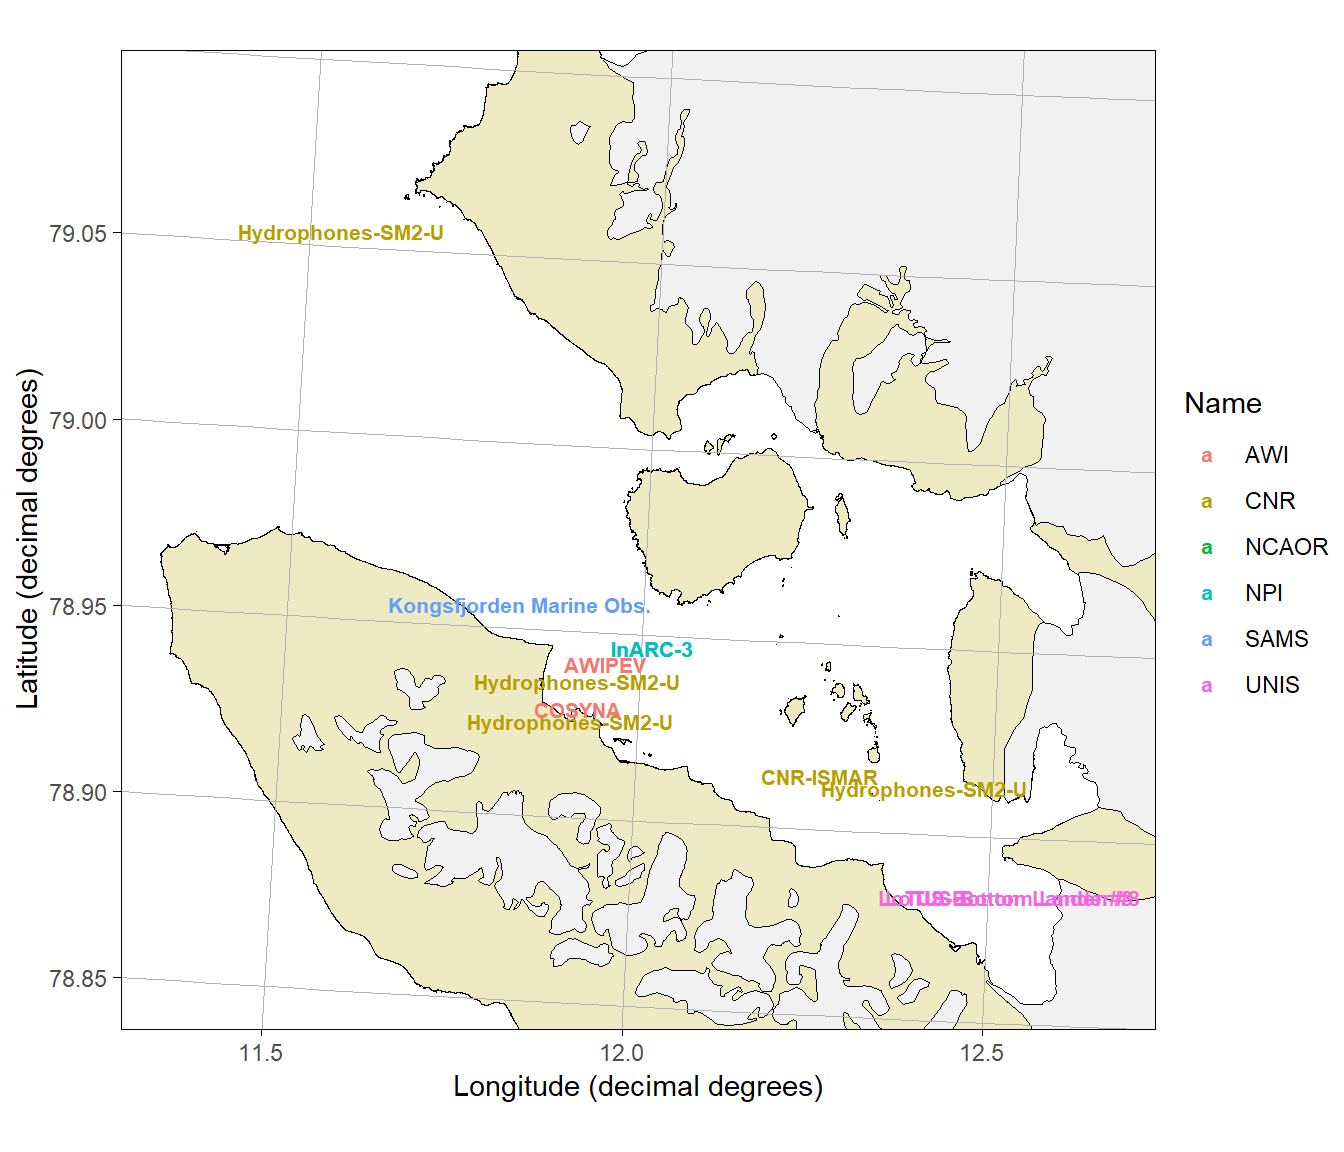 Hydrophones-SM2-U
79.05
79.00
78.95
78.90
78.85
Latitude (decimal degrees)
Kongsfjorden Marine Obs.
InARC-3
AWIPEV
Hydrophones-SM2-U
COSYNA
Hydrophones-SM2-U
CNR-ISMAR
Hydrophones-SM2-U
11.5
12.0
12.5
Longitude (decimal degrees)
Name
a AWI
a CNR
a NCAOR
a NPI
a SAMS
a UNIS